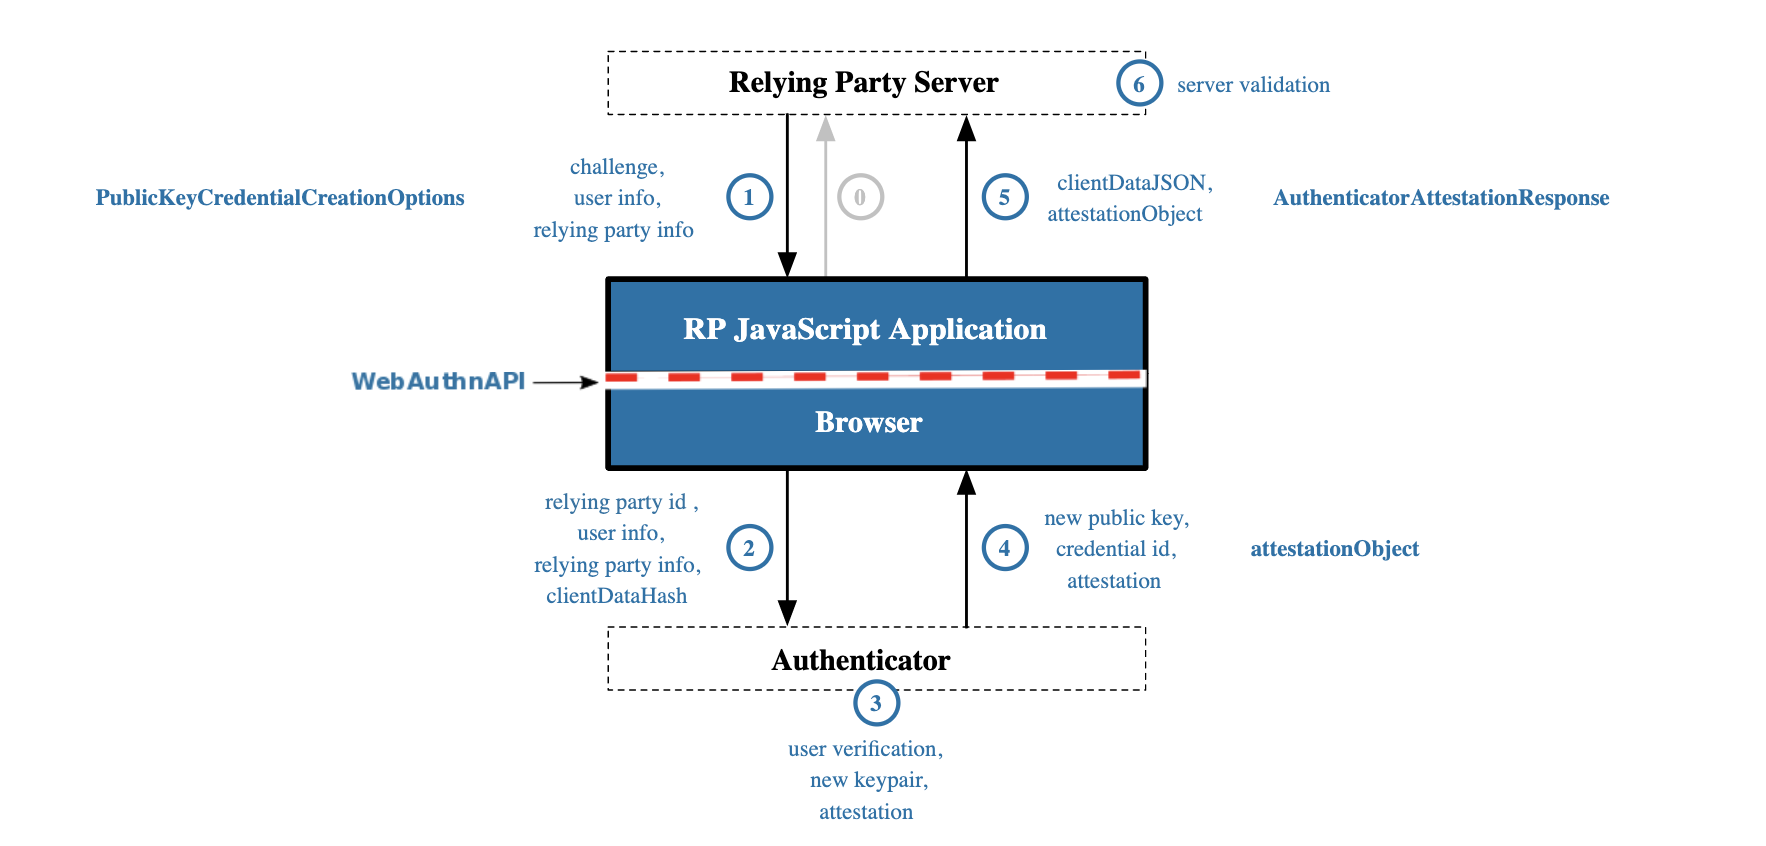 Relying Party Server
6
server validation
challenge,
user info,
relying party info
PublicKeyCredentialCreationOptions
1
0
5
clientDataJSON,
attestationObject
AuthenticatorAttestationResponse
RP JavaScript Application
WebAuthnAPI
Browser
relying party id ,
user info,
relying party info,
clientDataHash
2
4
new public key,
credential id,
attestation
attestationObject
Authenticator
3
user verification,
new keypair,
attestation